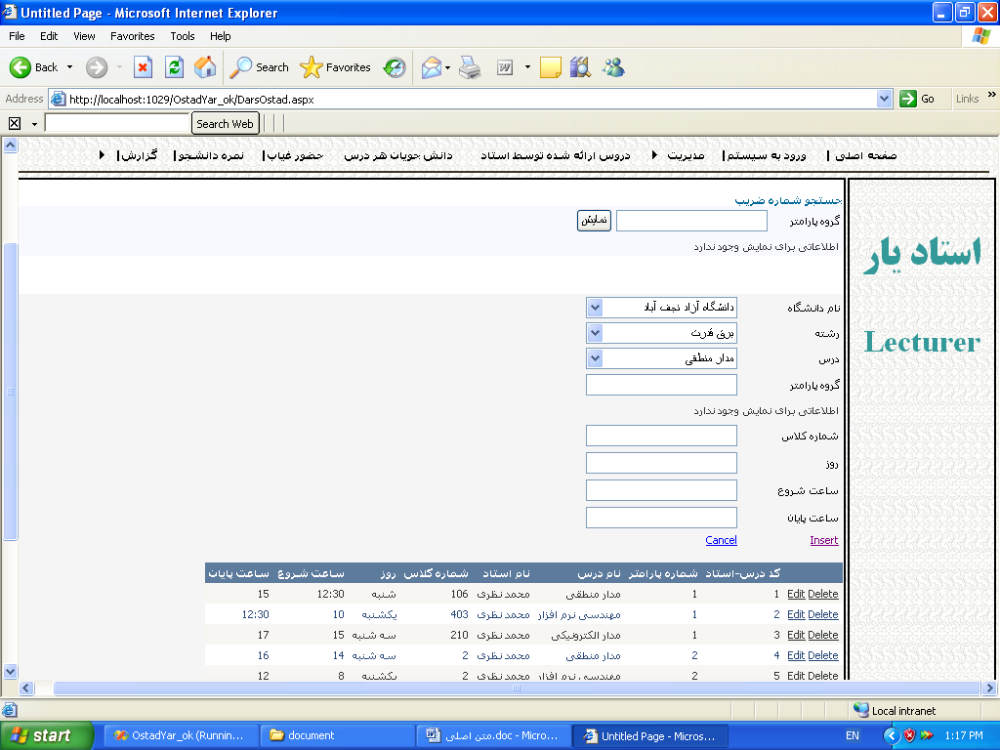 Untitled Page - Microsoft Internet Explorer
File Edit View Favorites Tools Help
Back Search Favorites
Address http://localhost:1029/OstadYar_ok/DarsOstad.aspx Go Links »
Search Web
صفحه اصلی | ورود به سیستم | مدیریت دروس ارائه شده توسط استاد دانش جویان هر درس حضور غیاب | نمره دانشجو | گزارش |
استاد یار
Lecturer
جستجو شماره ضریب
گروه پارامتر نمایش
اطلاعاتی برای نمایش وجود ندارد
نام دانشگاه دانشگاه آزاد نجف آباد
رشته برق قدرت
درس مدار منطقی
گروه پارامتر
اطلاعاتی برای نمایش وجود ندارد
شماره کلاس
روز
ساعت شروع
ساعت پایان
Insert Cancel
کد درس-استاد شماره پارامتر نام درس نام استاد شماره کلاس روز ساعت شروع ساعت پایان
Edit Delete 1 1 مدار منطقی محمد نظری 106 شنبه 12:30 15
Edit Delete 2 1 مهندسی نرم افزار محمد نظری 403 یکشنبه 10 12:30
Edit Delete 3 1 مدار الکترونیکی محمد نظری 210 سه شنبه 15 17
Edit Delete 4 2 مدار منطقی محمد نظری 2 سه شنبه 14 16
Edit Delete 5 2 مهندسی نرم افزار محمد نظری 2 یکشنبه 8 12
Local intranet
start OstadYar_ok (Runnin... document متن اصلی.doc - Micro... Untitled Page - Micros... EN 1:17 PM